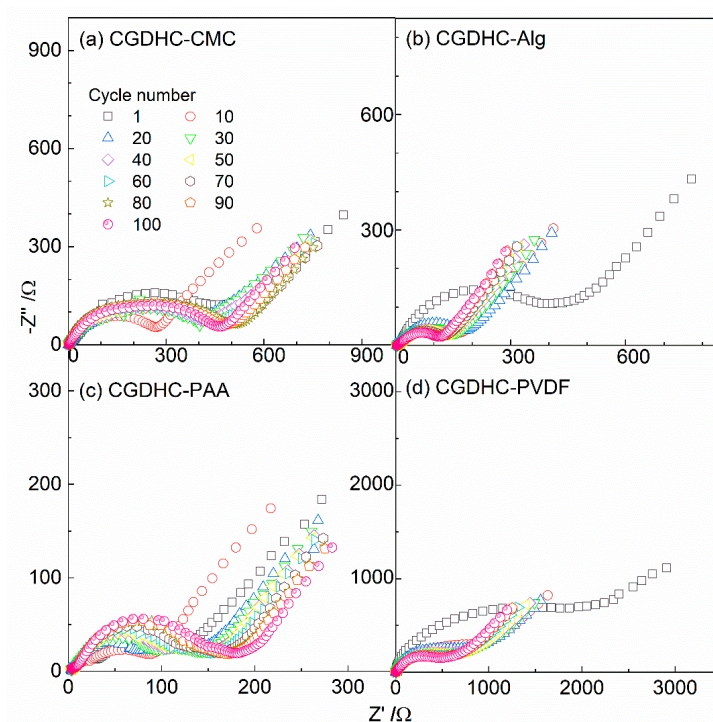 (a) CGDHC-CMC
(b) CGDHC-Alg
Cycle number
1 10
20 30
40 50
60 70
80 90
100
900
600
300
0
0 300 600 900
600
300
0
300 600
-Z" /Ω
(c) CGDHC-PAA
(d) CGDHC-PVDF
300
200
100
0
0 100 200 300
3000
2000
1000
0
0 1000 2000 3000
Z' /Ω